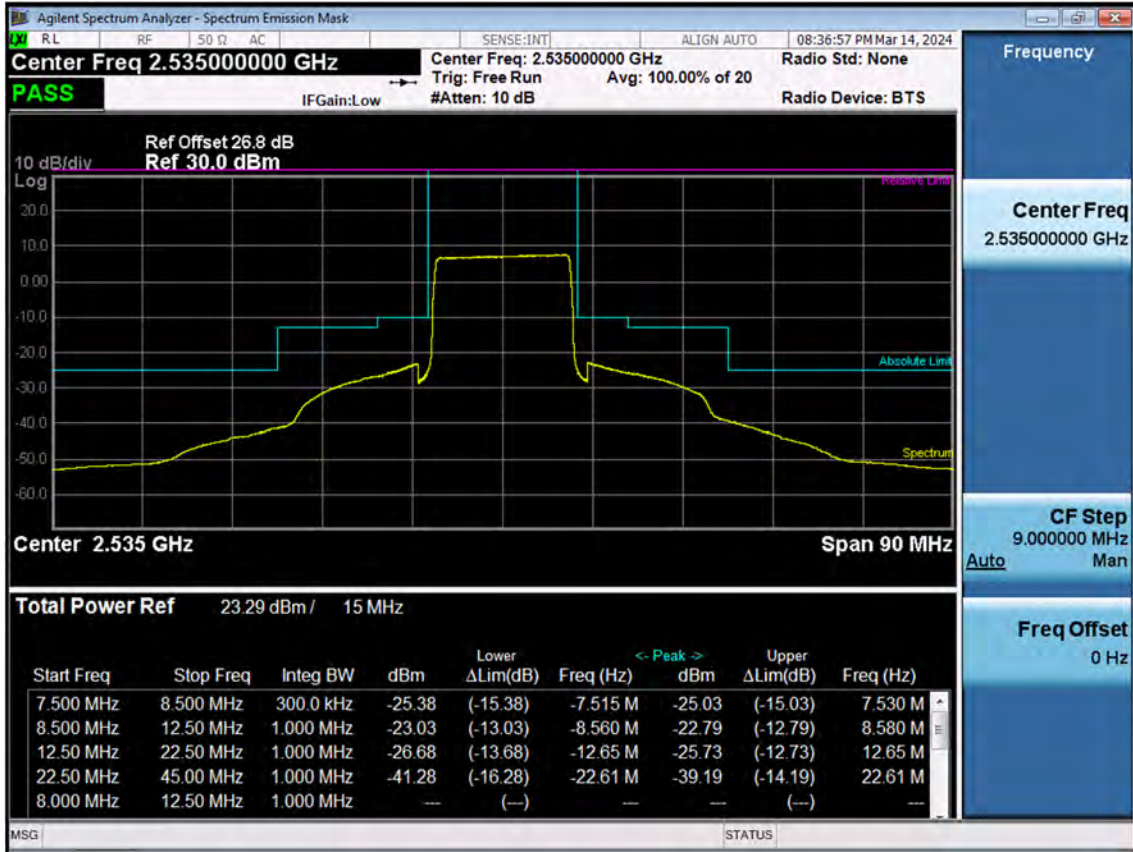 Agilent Spectrum Analyzer - Spectrum Emission Mask
LXI RL RF 50 Ω AC SENSE:INT ALIGN AUTO 08:36:57 PM Mar 14, 2024
Center Freq 2.535000000 GHz Center Freq: 2.535000000 GHz Radio Std: None
Trig: Free Run Avg: 100.00% of 20
PASS IFGain:Low #Atten: 10 dB Radio Device: BTS
Frequency
Ref Offset 26.8 dB
10 dB/div Ref 30.0 dBm
Log
Relative Limit
20.0
10.0
0.00
-10.0
-20.0
Absolute Limit
-30.0
-40.0
-50.0
Spectrum
-60.0
Center 2.535 GHz Span 90 MHz
Center Freq
2.535000000 GHz
CF Step
9.000000 MHz
Auto Man
Freq Offset
0 Hz
Total Power Ref 23.29 dBm / 15 MHz
Lower <- Peak -> Upper
Start Freq Stop Freq Integ BW dBm ΔLim(dB) Freq (Hz) dBm ΔLim(dB) Freq (Hz)
7.500 MHz 8.500 MHz 300.0 kHz -25.38 (-15.38) -7.515 M -25.03 (-15.03) 7.530 M
8.500 MHz 12.50 MHz 1.000 MHz -23.03 (-13.03) -8.560 M -22.79 (-12.79) 8.580 M
12.50 MHz 22.50 MHz 1.000 MHz -26.68 (-13.68) -12.65 M -25.73 (-12.73) 12.65 M
22.50 MHz 45.00 MHz 1.000 MHz -41.28 (-16.28) -22.61 M -39.19 (-14.19) 22.61 M
8.000 MHz 12.50 MHz 1.000 MHz --- (---) --- --- (---) ---
MSG STATUS